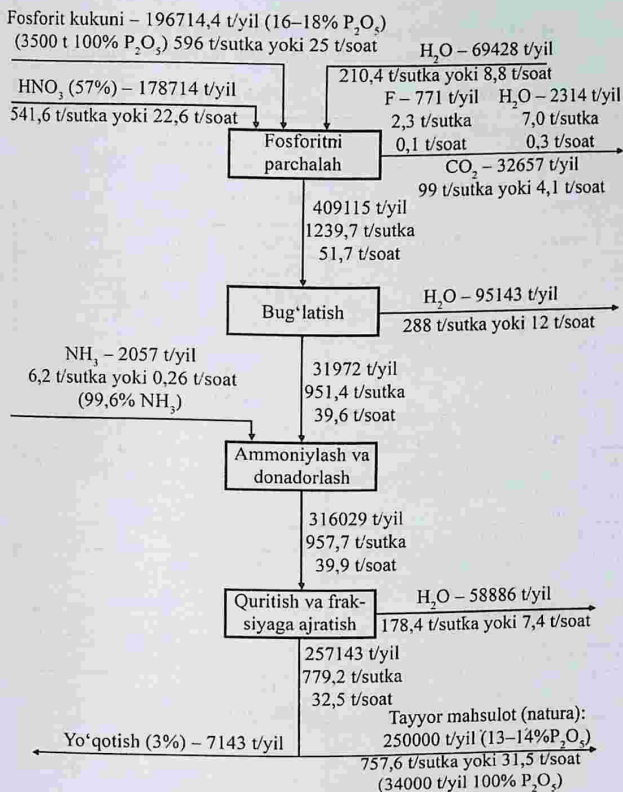 Fosforit kukuni – 196714,4 t/yil (16–18% P₂O₅)
(3500 t 100% P₂O₅) 596 t/sutka yoki 25 t/soat
H₂O – 69428 t/yil
210,4 t/sutka yoki 8,8 t/soat
HNO₃ (57%) – 178714 t/yil
541,6 t/sutka yoki 22,6 t/soat
F – 771 t/yil
2,3 t/sutka
0,1 t/soat
H₂O – 2314 t/yil
7,0 t/sutka
0,3 t/soat
Fosforitni
parchalah
CO₂ – 32657 t/yil
99 t/sutka yoki 4,1 t/soat
409115 t/yil
1239,7 t/sutka
51,7 t/soat
Bug‘latish
H₂O – 95143 t/yil
288 t/sutka yoki 12 t/soat
NH₃ – 2057 t/yil
6,2 t/sutka yoki 0,26 t/soat
(99,6% NH₃)
31972 t/yil
951,4 t/sutka
39,6 t/soat
Ammoniylash va
donadorlash
316029 t/yil
957,7 t/sutka
39,9 t/soat
Quritish va frak-
siyaga ajratish
H₂O – 58886 t/yil
178,4 t/sutka yoki 7,4 t/soat
257143 t/yil
779,2 t/sutka
32,5 t/soat
Yo‘qotish (3%) – 7143 t/yil
Tayyor mahsulot (natura):
250000 t/yil (13–14%P₂O₅)
757,6 t/sutka yoki 31,5 t/soat
(34000 t/yil 100% P₂O₅)